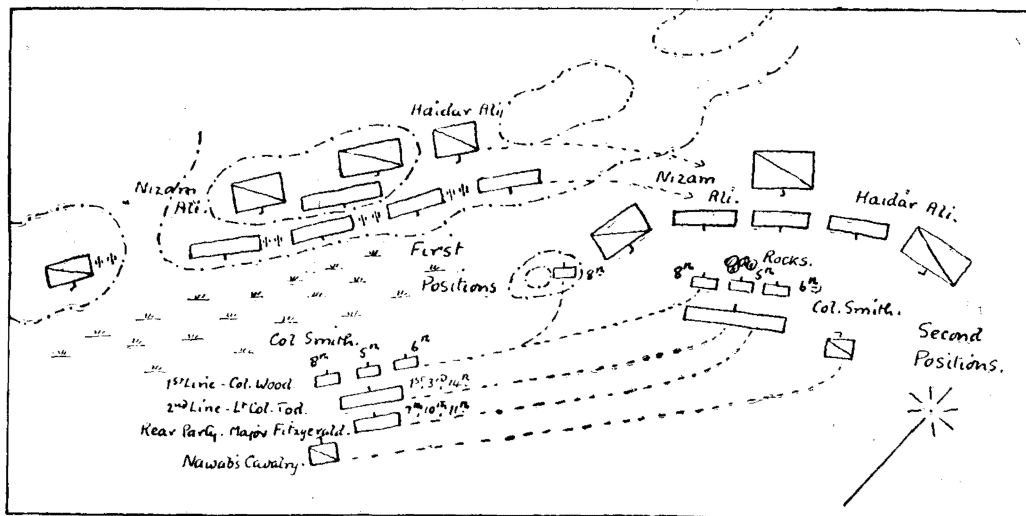 Haidar Ali
Nizam
Ali.
First
Positions
8th
Nizam
Ali.
Haidar Ali.
Rocks.
8th 5th 6th
Col. Smith.
Second
Positions.
Col Smith.
8th 5th 6th
1st Line - Col. Wood. 1st 3rd 14th
2nd Line - Lt Col. Tod. 7th 10th 11th
Rear Party. Major Fitzgerald.
Nawab's Cavalry.